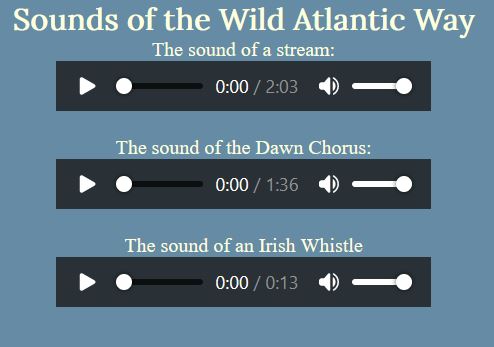 Sounds of the Wild Atlantic Way
The sound of a stream:
0:00 / 2:03
The sound of the Dawn Chorus:
0:00 / 1:36
The sound of an Irish Whistle
0:00 / 0:13